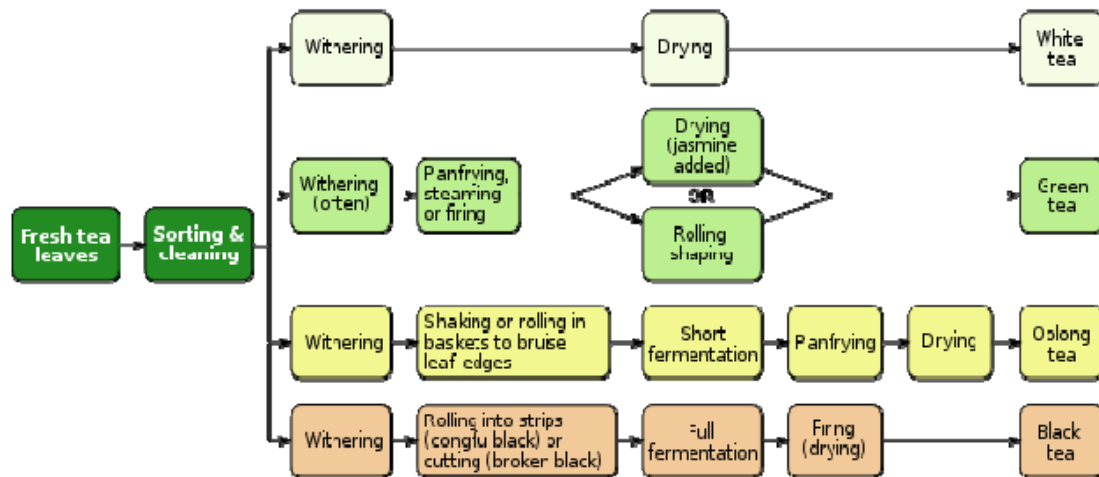 Withering
Drying
White
tea
Withering
(often)
Panfrying,
steaming
or firing
Drying
(jasmine
added)
OR
Rolling
shaping
Green
tea
Fresh tea
leaves
Sorting &
cleaning
Withering
Shaking or rolling in
baskets to bruise
leaf edges
Short
fermentation
Panfrying
Drying
Oolong
tea
Withering
Rolling into strips
(congfu black) or
cutting (broker black)
Full
fermentation
Firing
(drying)
Black
tea